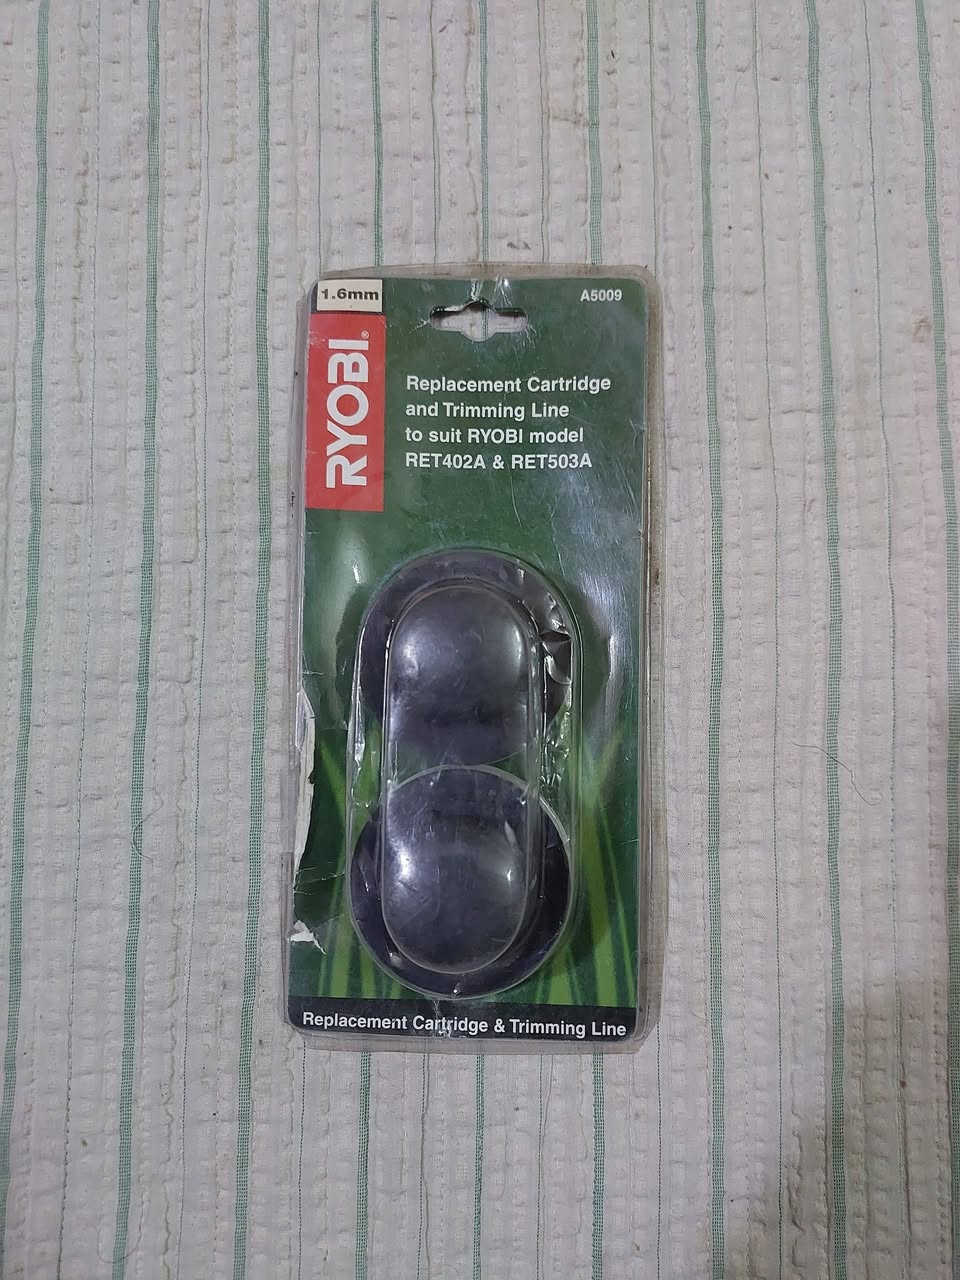 1.6mm
A5009
RYOBI®
Replacement Cartridge
and Trimming Line
to suit RYOBI model
RET402A & RET503A
Replacement Cartridge & Trimming Line